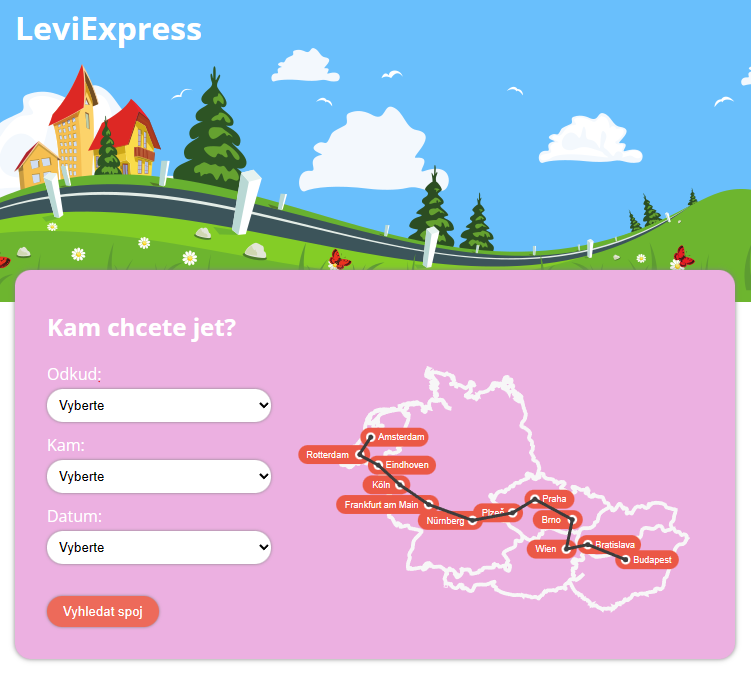 LeviExpress
Kam chcete jet?
Odkud:
Vyberte
Kam:
Vyberte
Datum:
Vyberte
Vyhledat spoj
Amsterdam
Rotterdam
Eindhoven
Köln
Frankfurt am Main
Nürnberg
Plzeň
Praha
Brno
Wien
Bratislava
Budapest